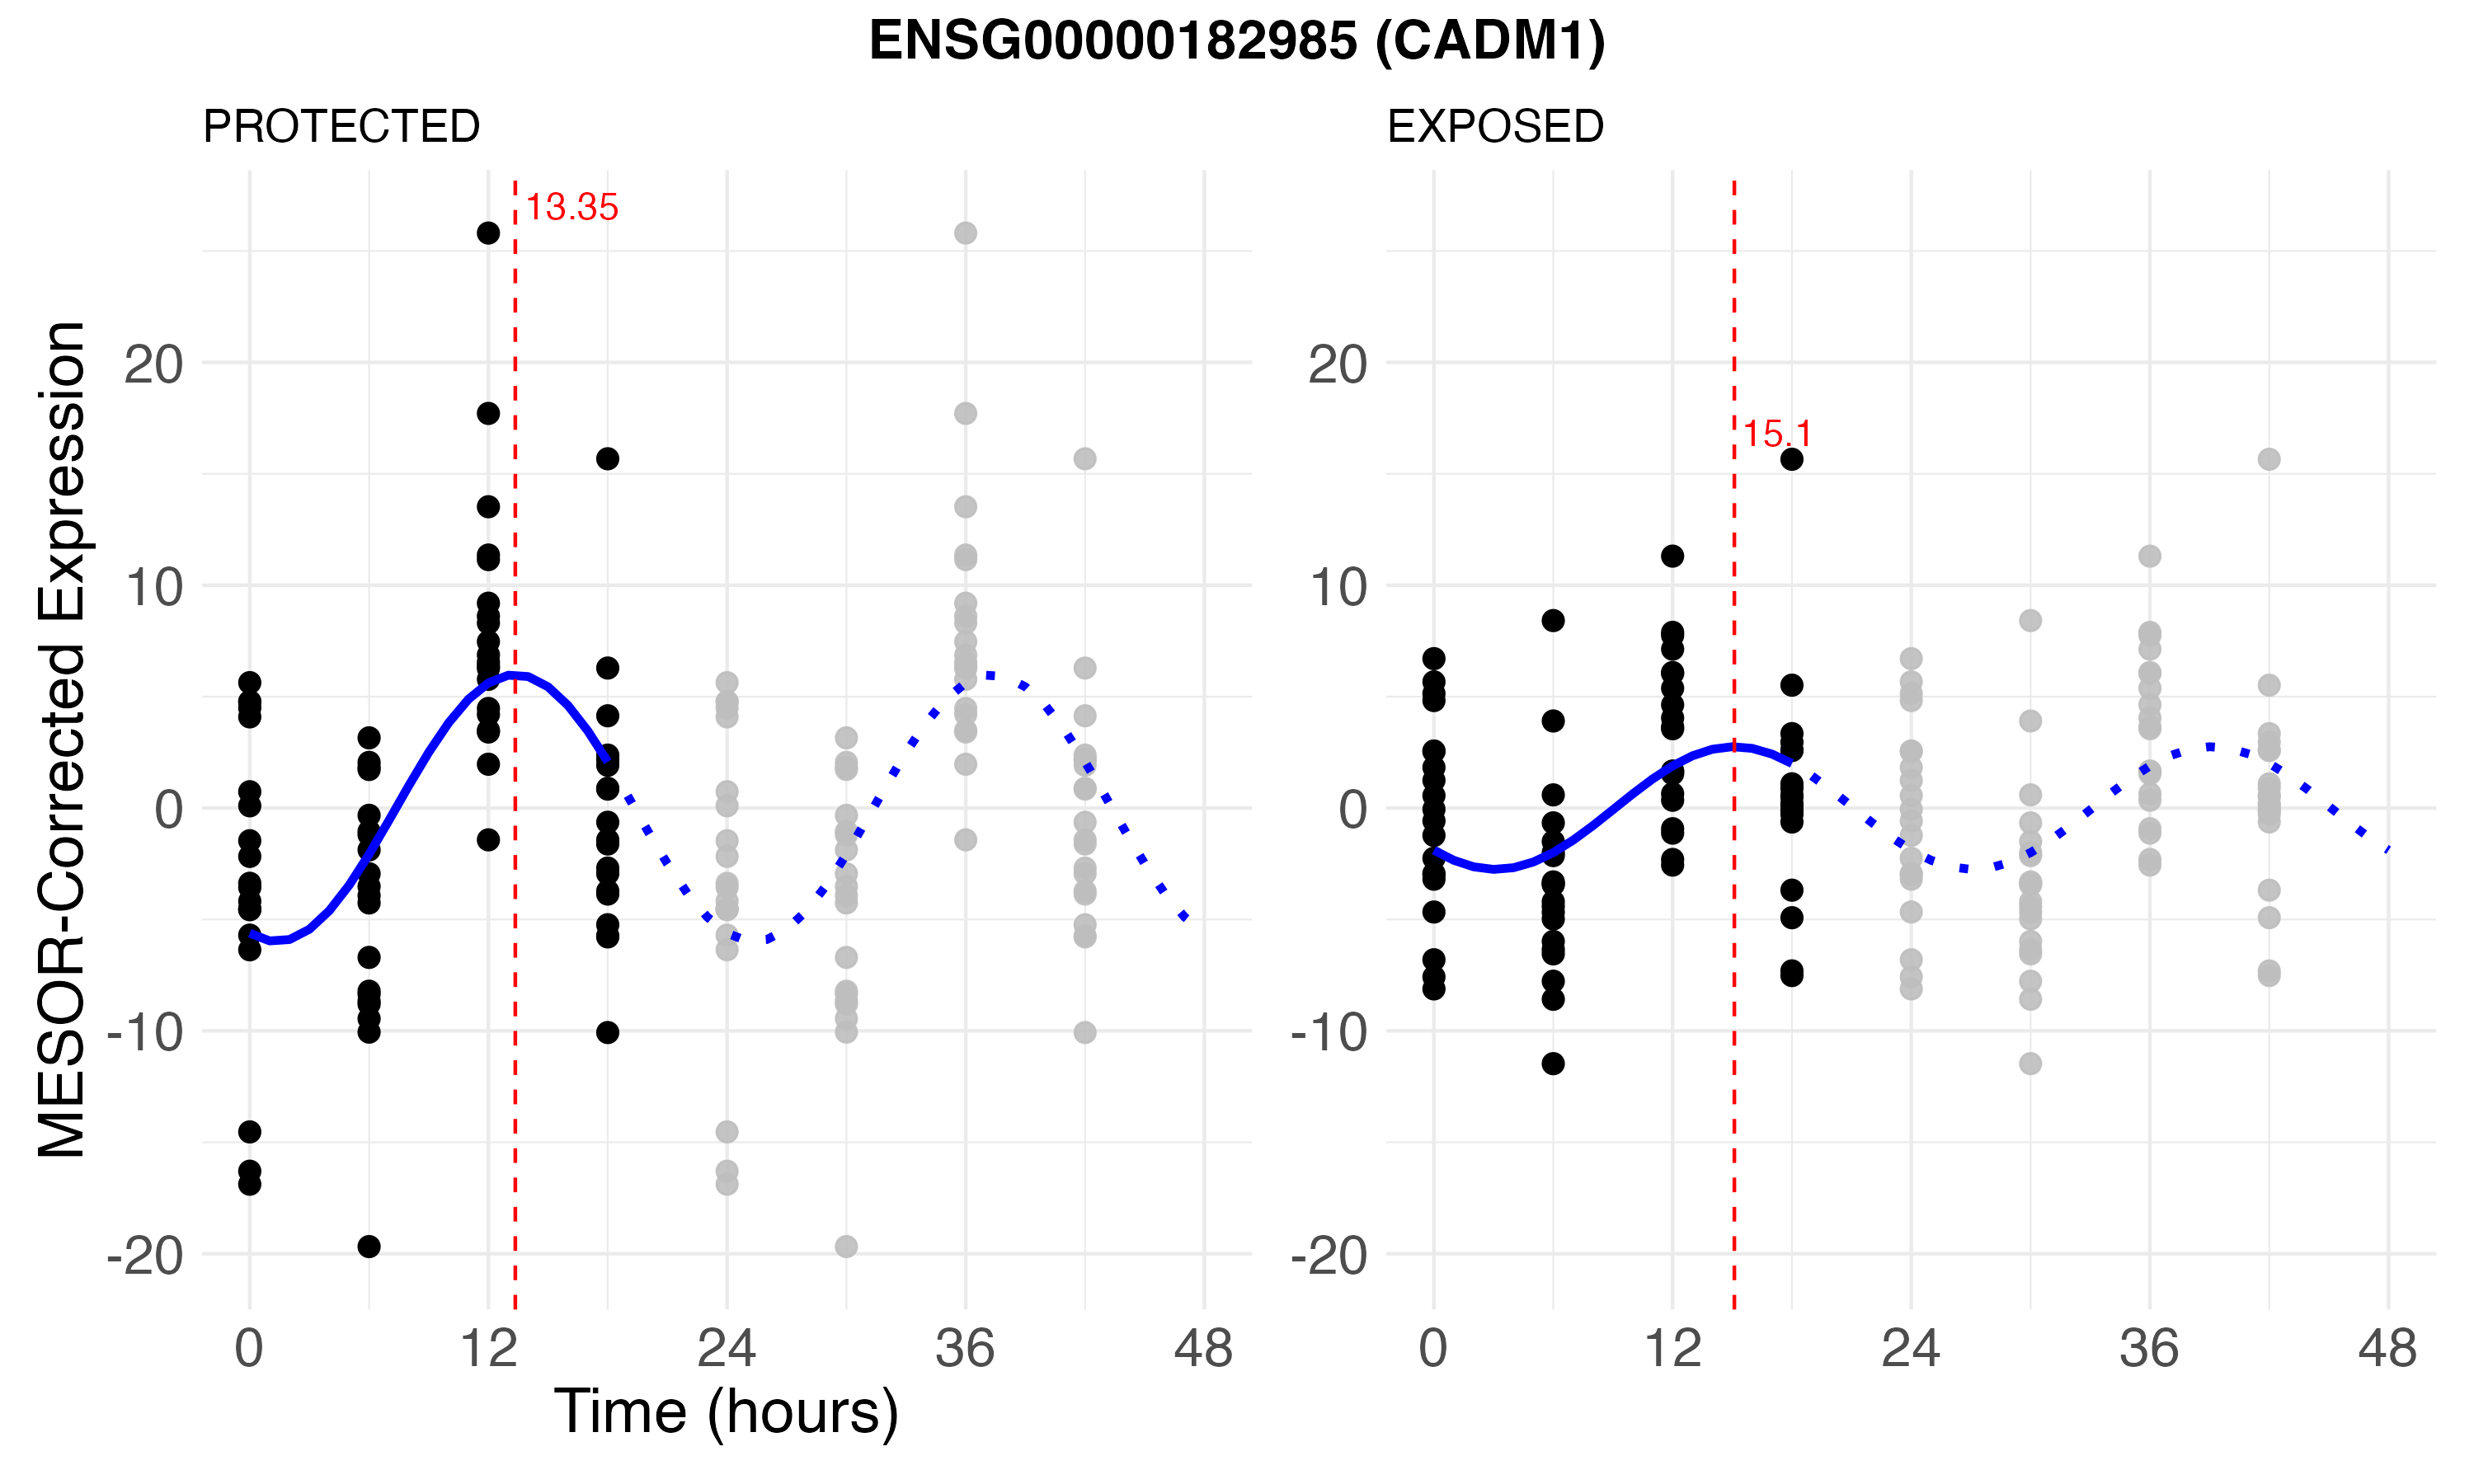 ENSG00000182985 (CADM1)
PROTECTED
EXPOSED
MESOR-Corrected Expression
20
10
0
-10
-20
13.35
0 12 24 36 48
Time (hours)
20
10
0
-10
-20
15.1
0 12 24 36 48